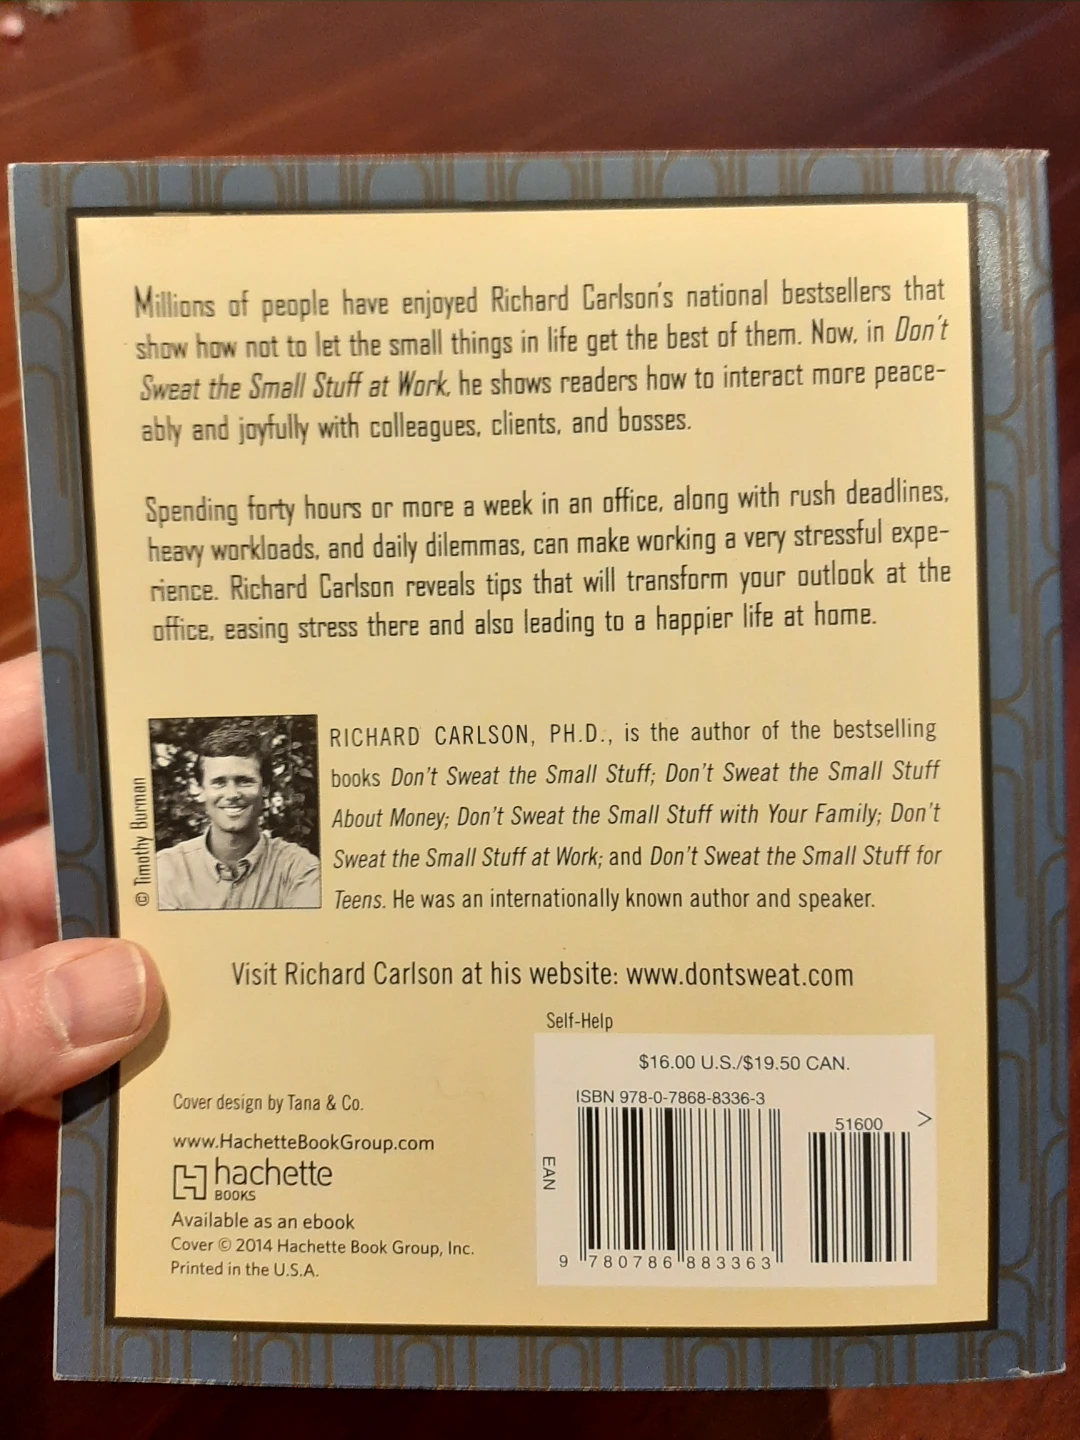 Millions of people have enjoyed Richard Carlson's national bestsellers that
show how not to let the small things in life get the best of them. Now, in Don't
Sweat the Small Stuff at Work, he shows readers how to interact more peace-
ably and joyfully with colleagues, clients, and bosses.
Spending forty hours or more a week in an office, along with rush deadlines,
heavy workloads, and daily dilemmas, can make working a very stressful expe-
rience. Richard Carlson reveals tips that will transform your outlook at the
office, easing stress there and also leading to a happier life at home.
© Timothy Burman
RICHARD CARLSON, PH.D., is the author of the bestselling
books Don't Sweat the Small Stuff; Don't Sweat the Small Stuff
About Money; Don't Sweat the Small Stuff with Your Family; Don't
Sweat the Small Stuff at Work; and Don't Sweat the Small Stuff for
Teens. He was an internationally known author and speaker.
Visit Richard Carlson at his website: www.dontsweat.com
Self-Help
$16.00 U.S./$19.50 CAN.
ISBN 978-0-7868-8336-3
51600 >
EAN
9 780786 883363
Cover design by Tana & Co.
www.HachetteBookGroup.com
hachette
BOOKS
Available as an ebook
Cover © 2014 Hachette Book Group, Inc.
Printed in the U.S.A.